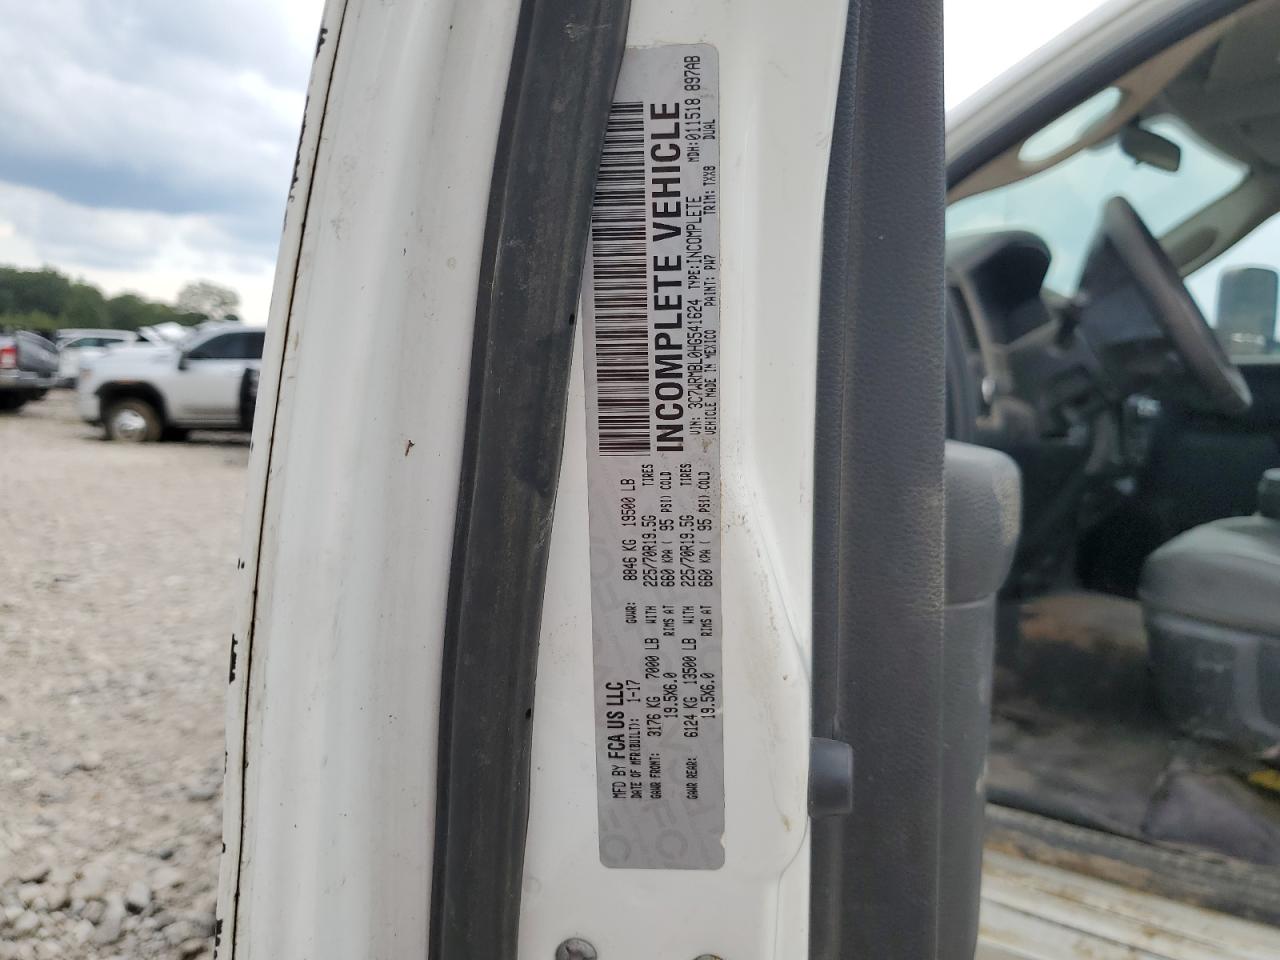 MFD BY FCA US LLC
DATE OF MFR(BUILT): 1-17 GVWR: 8846 KG 19500 LB
GAWR FRONT: 3176 KG 7000 LB WITH 225/70R19.5G TIRES
19.5X6.0 RIMS AT 660 KPA ( 95 PSI) COLD
GAWR REAR: 6124 KG 13500 LB WITH 225/70R19.5G TIRES
19.5X6.0 RIMS AT 660 KPA ( 95 PSI) COLD
INCOMPLETE VEHICLE
VIN: 3C7WRMBL0HG541624 TYPE:INCOMPLETE MDH:011518 897AB
VEHICLE MADE IN MEXICO PAINT: PW7 TRIM: TXX8 DUAL